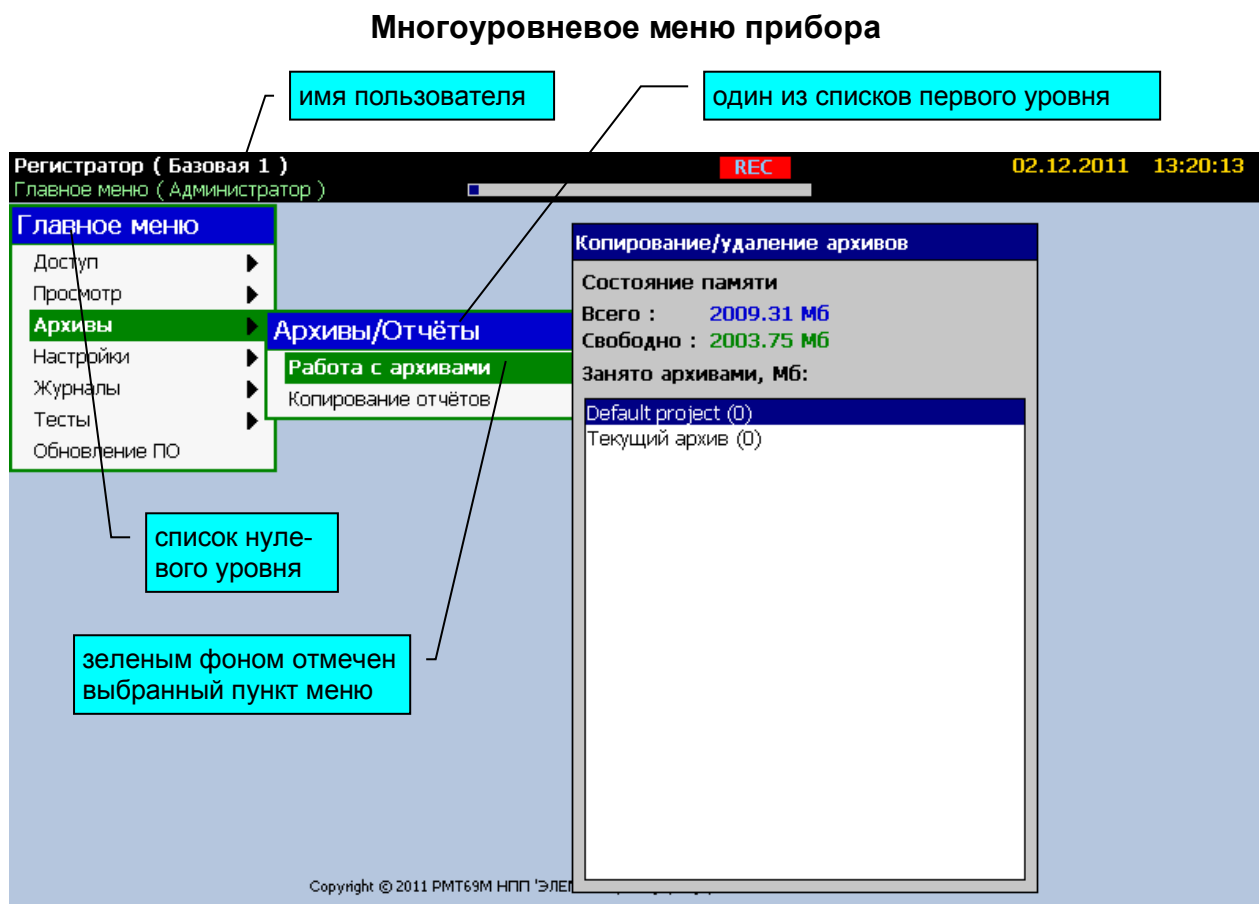 Многоуровневое меню прибора
имя пользователя
один из списков первого уровня
Регистратор ( Базовая 1 )
REC
02.12.2011 13:20:13
Главное меню ( Администратор )
Главное меню
Доступ
Просмотр
Архивы
Настройки
Журналы
Тесты
Обновление ПО
Архивы/Отчёты
Работа с архивами
Копирование отчётов
Копирование/удаление архивов
Состояние памяти
Всего : 2009.31 Мб
Свободно : 2003.75 Мб
Занято архивами, Мб:
Default project (0)
Текущий архив (0)
список нуле-
вого уровня
зеленым фоном отмечен
выбранный пункт меню
Copyright © 2011 РМТ69М НПП